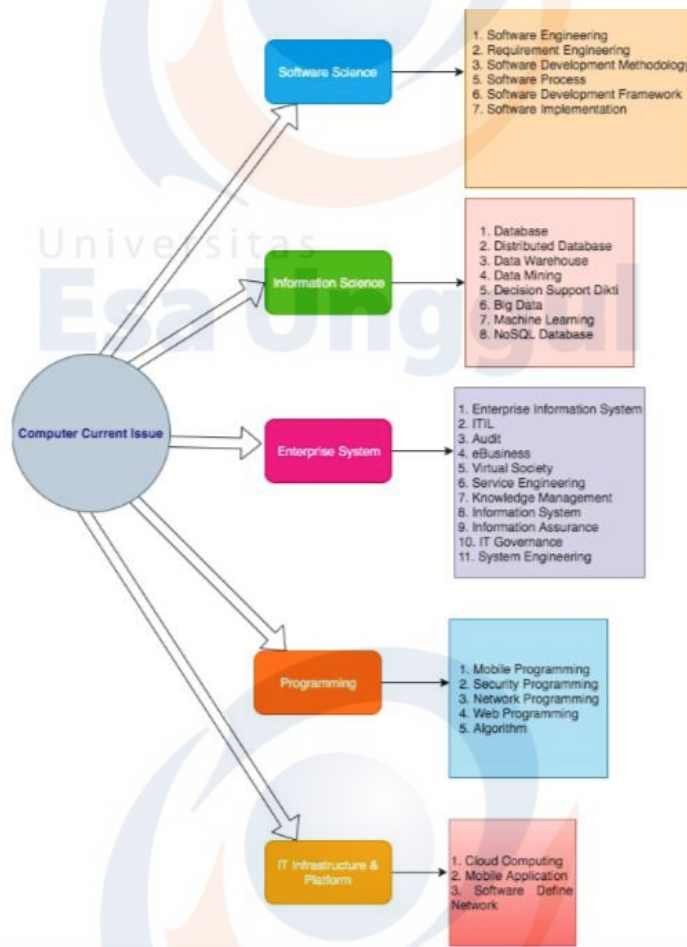 Software Science
1. Software Engineering
2. Requirement Engineering
3. Software Development Methodology
5. Software Process
6. Software Development Framework
7. Software Implementation
Universitas
Esa Unggul
Information Science
1. Database
2. Distributed Database
3. Data Warehouse
4. Data Mining
5. Decision Support Dikti
6. Big Data
7. Machine Learning
8. NoSQL Database
Computer Current Issue
Enterprise System
1. Enterprise Information System
2. ITIL
3. Audit
4. eBusiness
5. Virtual Society
6. Service Engineering
7. Knowledge Management
8. Information System
9. Information Assurance
10. IT Governance
11. System Engineering
Programming
1. Mobile Programming
2. Security Programming
3. Network Programming
4. Web Programming
5. Algorithm
IT Infrastructure &
Platform
1. Cloud Computing
2. Mobile Application
3. Software Define
Network